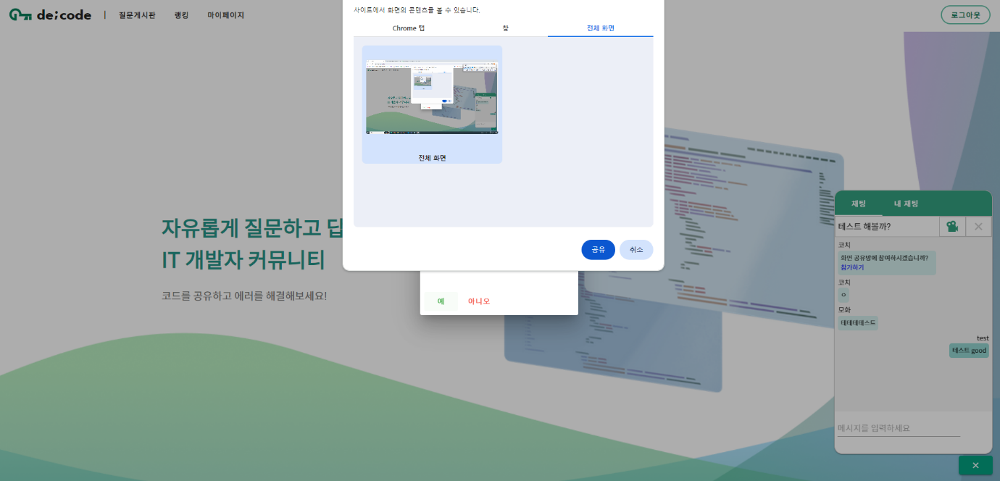 de;code
질문게시판
랭킹
마이페이지
로그아웃
사이트에서 화면의 콘텐츠를 볼 수 있습니다.
Chrome 탭
창
전체 화면
전체 화면
공유
취소
예
아니오
자유롭게 질문하고 답
IT 개발자 커뮤니티
코드를 공유하고 에러를 해결해보세요!
채팅
내 채팅
테스트 해볼까?
코치
화면 공유방에 참여하시겠습니까?
참가하기
코치
ㅇ
모화
테테테테스트
test
테스트 good
메시지를 입력하세요